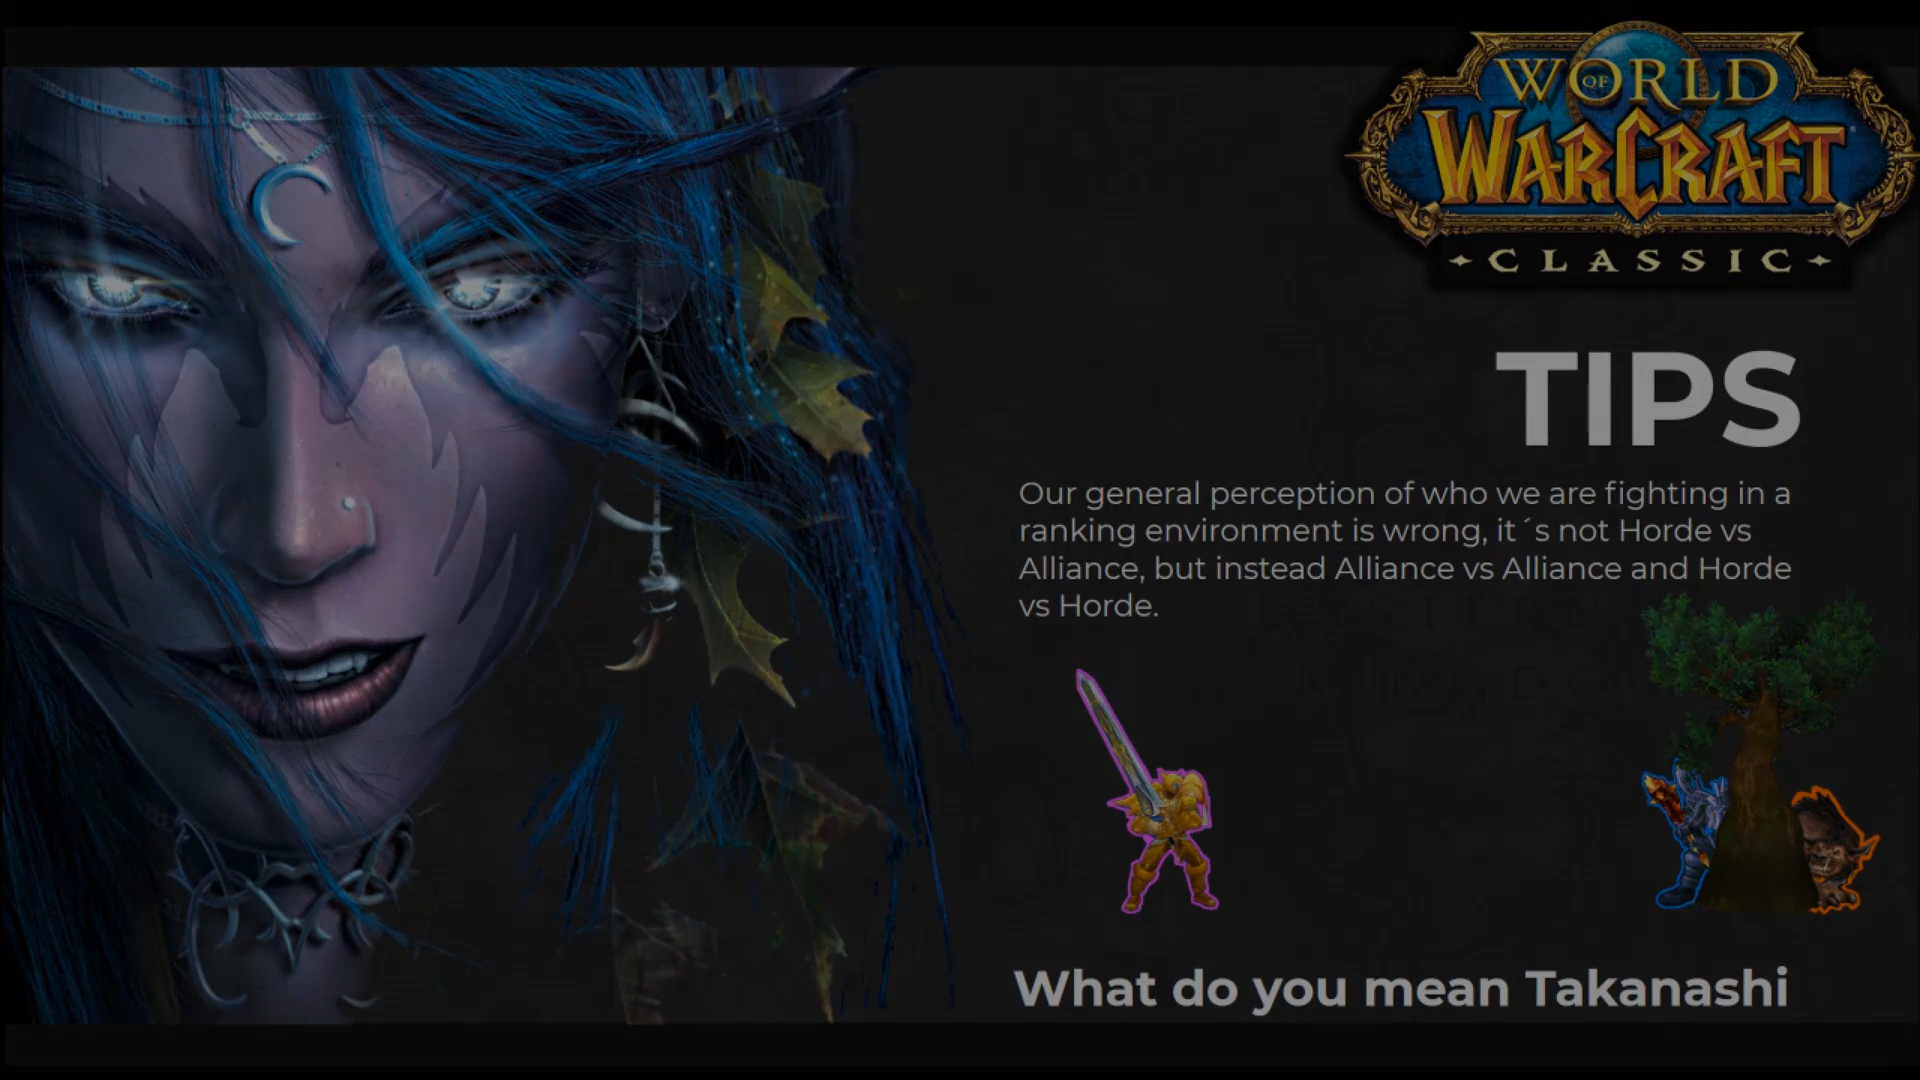 WORLD
OF
WARCRAFT
CLASSIC
TIPS
Our general perception of who we are fighting in a
ranking environment is wrong, it´s not Horde vs
Alliance, but instead Alliance vs Alliance and Horde
vs Horde.
What do you mean Takanashi